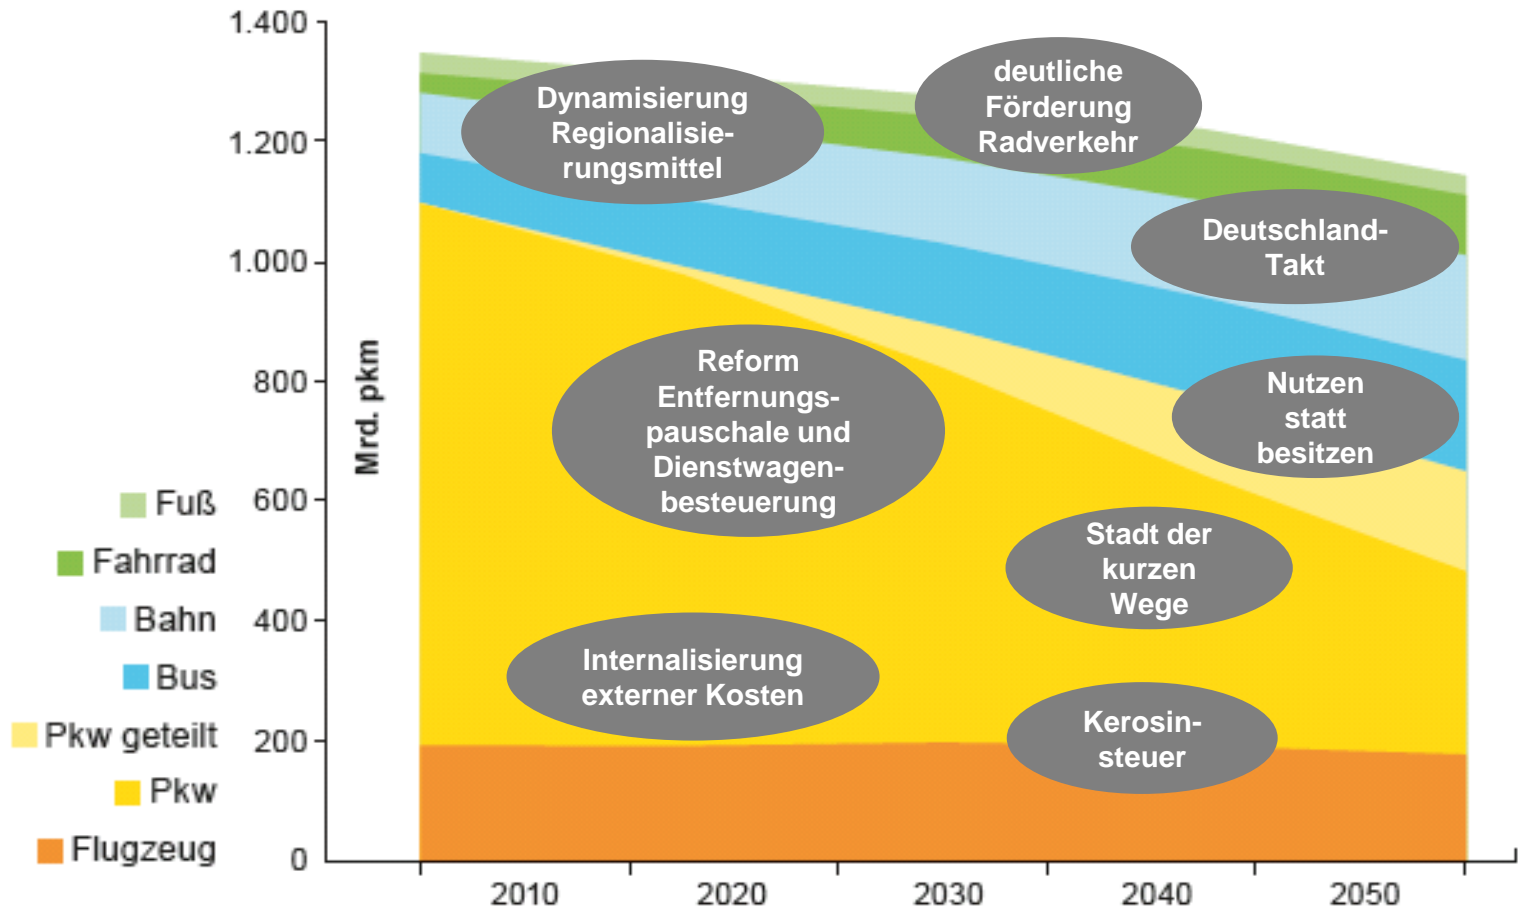 1.400
1.200
1.000
800
600
400
200
0
Mrd. pkm
Fuß
Fahrrad
Bahn
Bus
Pkw geteilt
Pkw
Flugzeug
Dynamisierung
Regionalisie-
rungsmittel
deutliche
Förderung
Radverkehr
Deutschland-
Takt
Reform
Entfernungs-
pauschale und
Dienstwagen-
besteuerung
Nutzen
statt
besitzen
Stadt der
kurzen
Wege
Internalisierung
externer Kosten
Kerosin-
steuer
2010
2020
2030
2040
2050